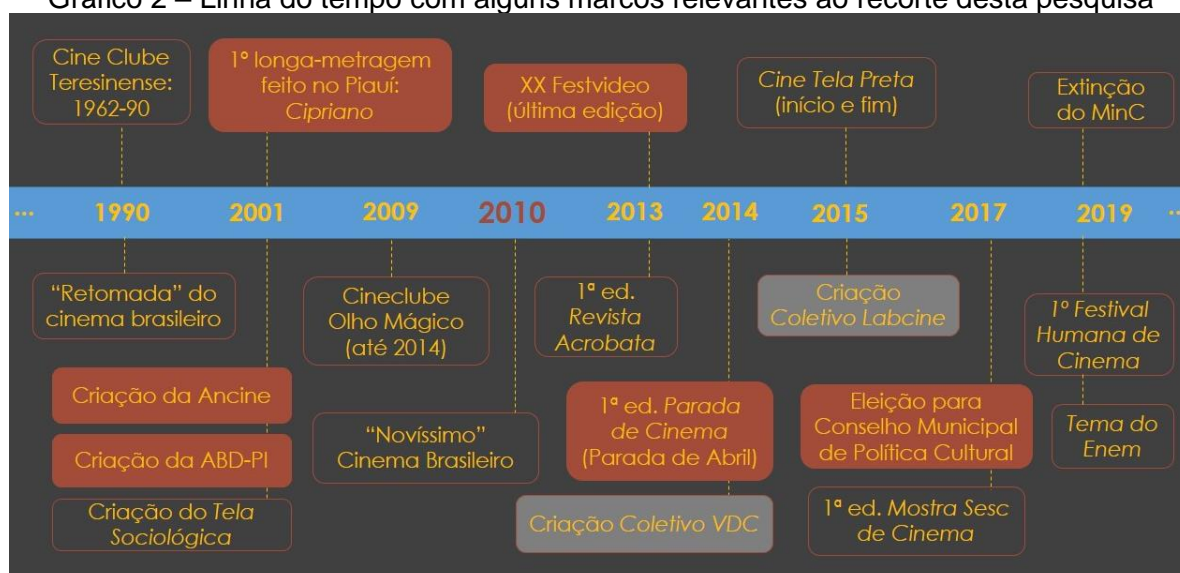 Gráfico 2 – Linha do tempo com alguns marcos relevantes ao recorte desta pesquisa
Cine Clube
Teresinense:
1962-90
1º longa-metragem
feito no Piauí:
Cipriano
XX Festvideo
(última edição)
Cine Tela Preta
(início e fim)
Extinção
do MinC
... 1990 2001 2009 2010 2013 2014 2015 2017 2019 ...
“Retomada” do
cinema brasileiro
Criação da Ancine
Criação da ABD-PI
Criação do Tela
Sociológica
Cineclube
Olho Mágico
(até 2014)
“Novíssimo”
Cinema Brasileiro
1ª ed.
Revista
Acrobata
1ª ed. Parada
de Cinema
(Parada de Abril)
Criação Coletivo VDC
Criação
Coletivo Labcine
Eleição para
Conselho Municipal
de Política Cultural
1ª ed. Mostra Sesc
de Cinema
1º Festival
Humana de
Cinema
Tema do
Enem